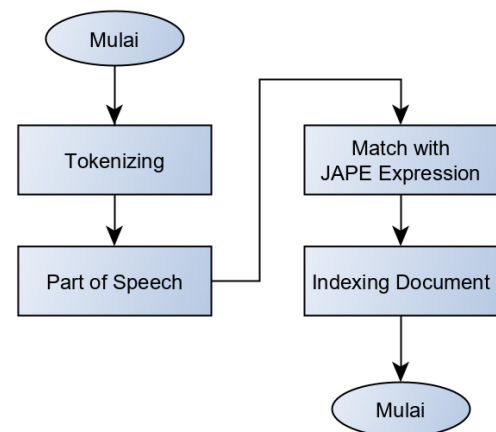 Mulai
Tokenizing
Part of Speech
Match with
JAPE Expression
Indexing Document
Mulai